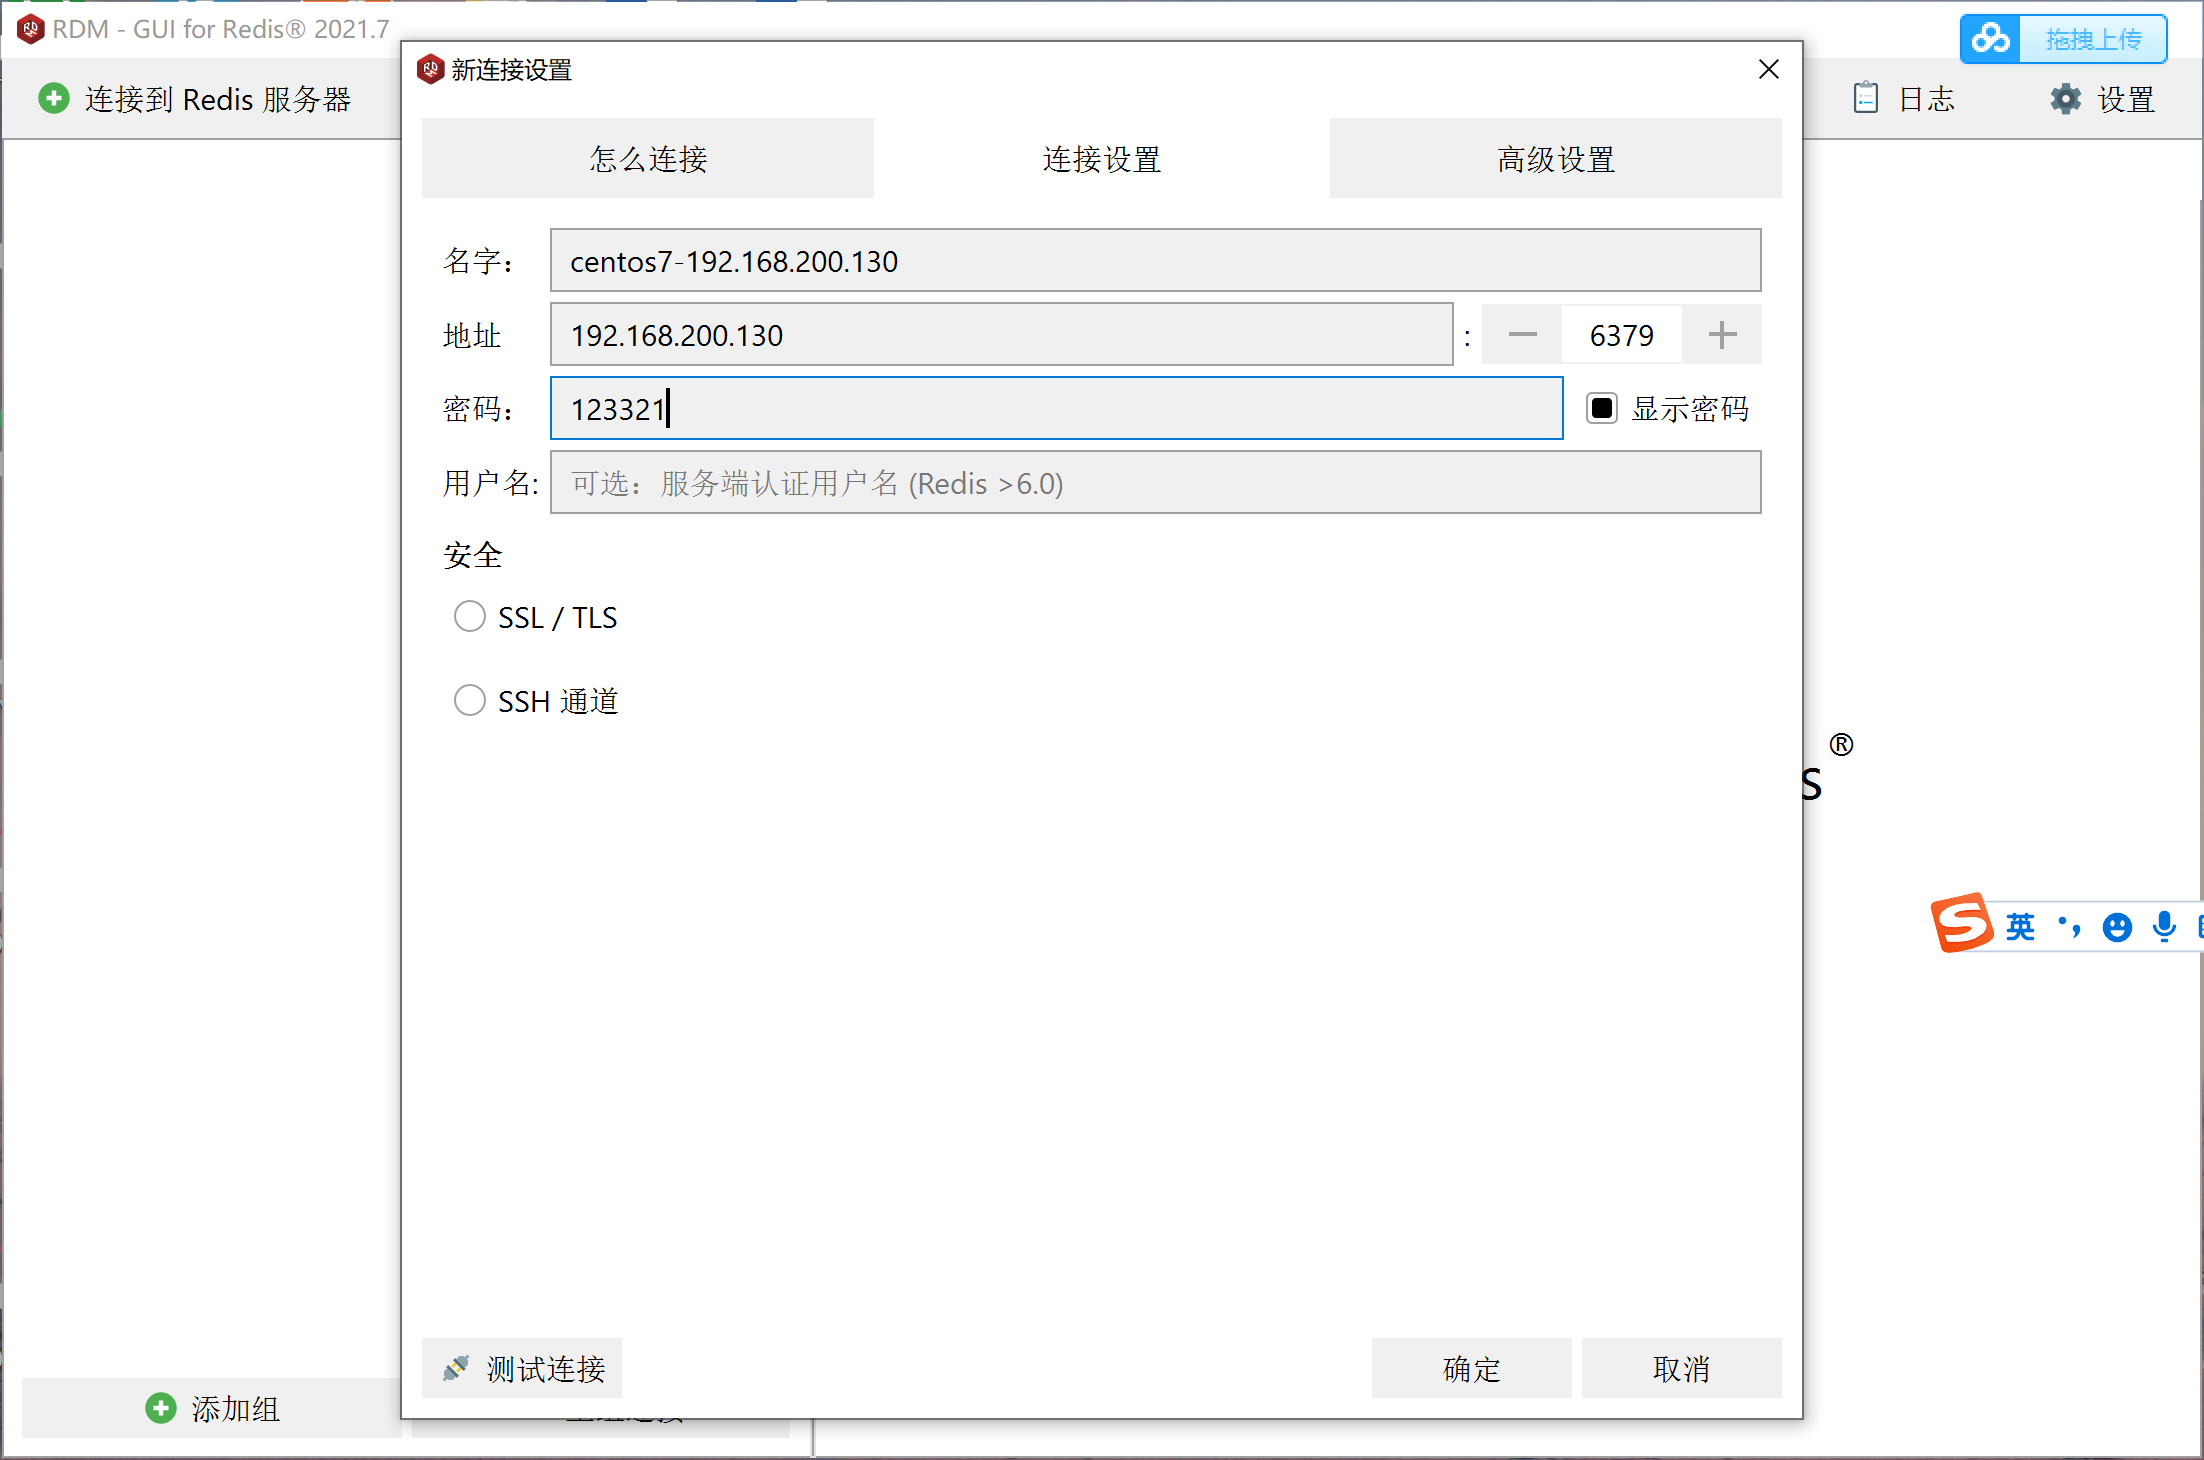 RDM - GUI for Redis® 2021.7
拖拽上传
连接到 Redis 服务器
日志
设置
新连接设置
怎么连接
连接设置
高级设置
名字：
centos7-192.168.200.130
地址
192.168.200.130
:
6379
密码：
123321
显示密码
用户名:
可选：服务端认证用户名 (Redis >6.0)
安全
SSL / TLS
SSH 通道
s®
英
测试连接
确定
取消
添加组